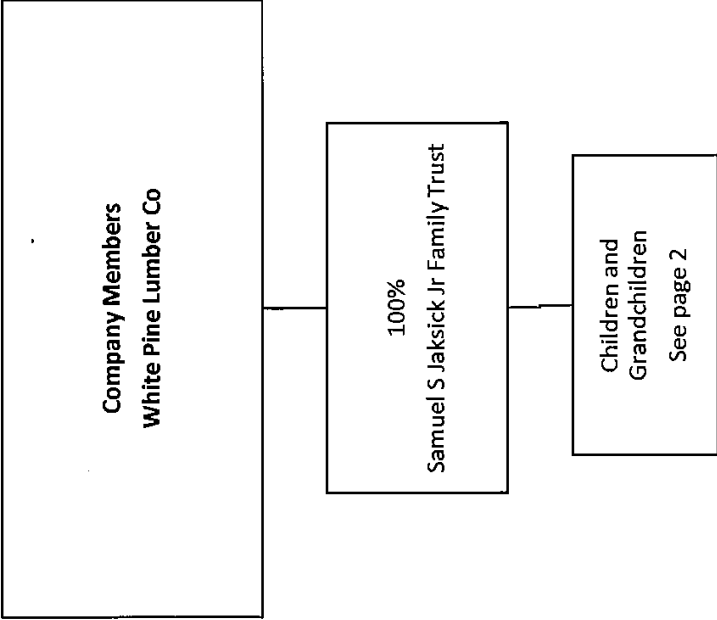 Company Members
White Pine Lumber Co
100%
Samuel S Jaksick Jr Family Trust
Children and
Grandchildren
See page 2